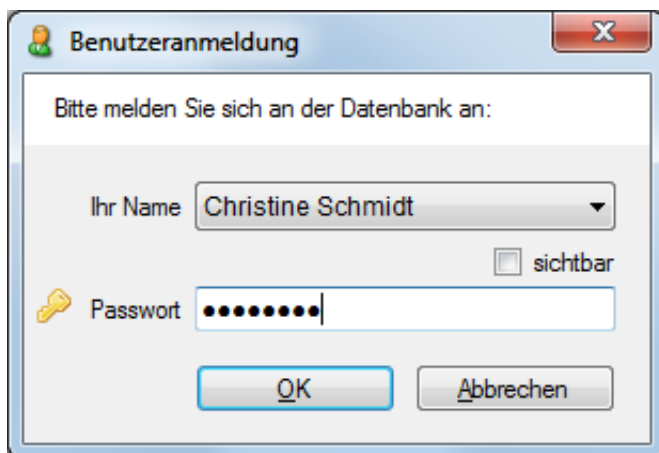 Benutzeranmeldung
Bitte melden Sie sich an der Datenbank an:
Ihr Name Christine Schmidt
sichtbar
Passwort ●●●●●●●●
OK Abbrechen